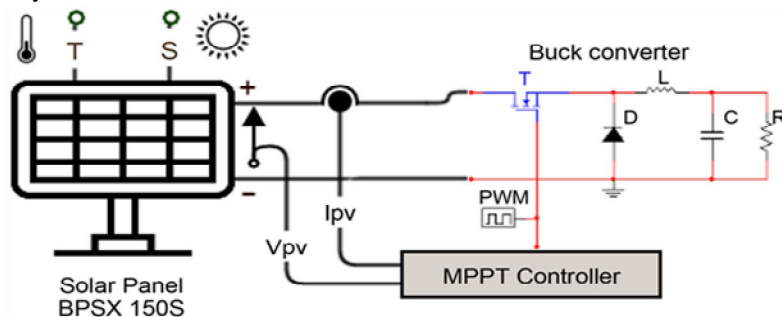 T
S
Buck converter
+
T
L
D
C
R
−
PWM
Ipv
Vpv
MPPT Controller
Solar Panel
BPSX 150S